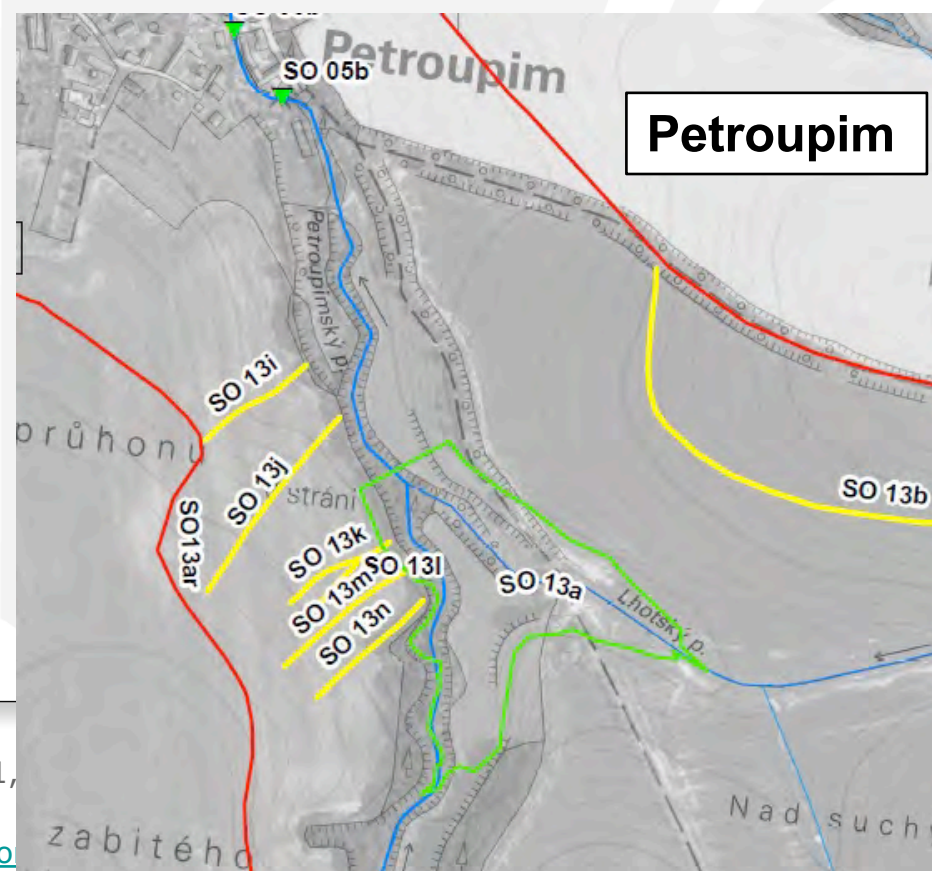 SO 05b
Petroupim
Petroupim
Petroupimský p.
SO 13i
průhonu
SO 13j
SO 13b
stráni
SO13ar
SO 13k
SO 13l
SO 13m
SO 13a
Lhotský p.
SO 13n
Nad such
zabitého